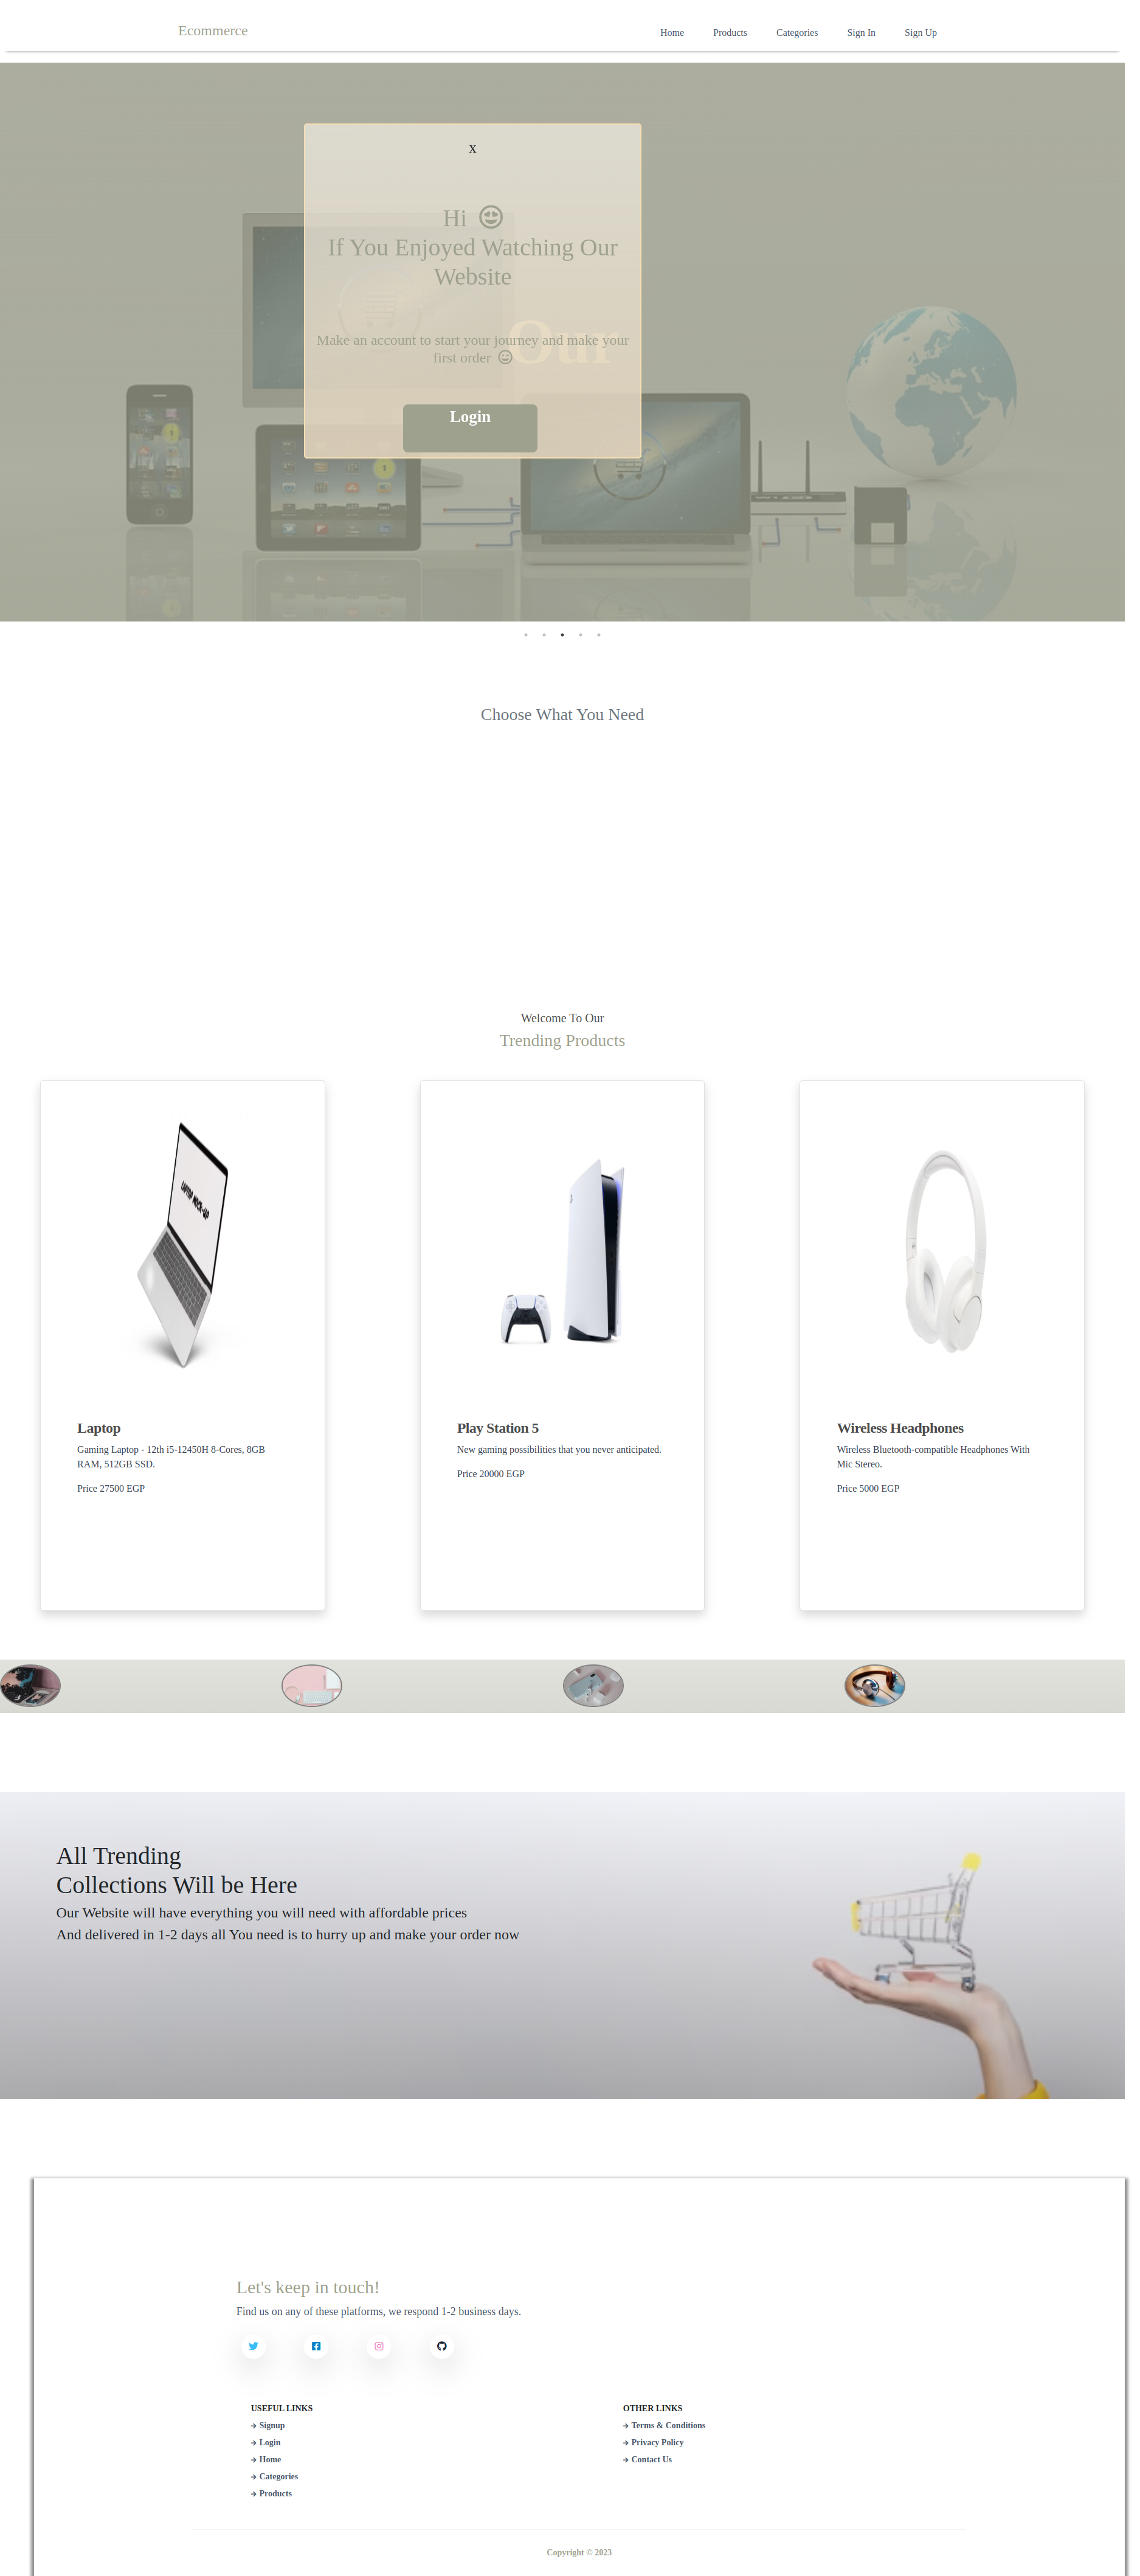 Ecommerce
Home
Products
Categories
Sign In
Sign Up
x
Hi
If You Enjoyed Watching Our
Website
Our
Make an account to start your journey and make your
first order
Login
Choose What You Need
Welcome To Our
Trending Products
LAPTOP MOCK-UP
Laptop
Gaming Laptop - 12th i5-12450H 8-Cores, 8GB
RAM, 512GB SSD.
Price 27500 EGP
Play Station 5
New gaming possibilities that you never anticipated.
Price 20000 EGP
Wireless Headphones
Wireless Bluetooth-compatible Headphones With
Mic Stereo.
Price 5000 EGP
All Trending
Collections Will be Here
Our Website will have everything you will need with affordable prices
And delivered in 1-2 days all You need is to hurry up and make your order now
Let's keep in touch!
Find us on any of these platforms, we respond 1-2 business days.
USEFUL LINKS
Signup
Login
Home
Categories
Products
OTHER LINKS
Terms & Conditions
Privacy Policy
Contact Us
Copyright © 2023